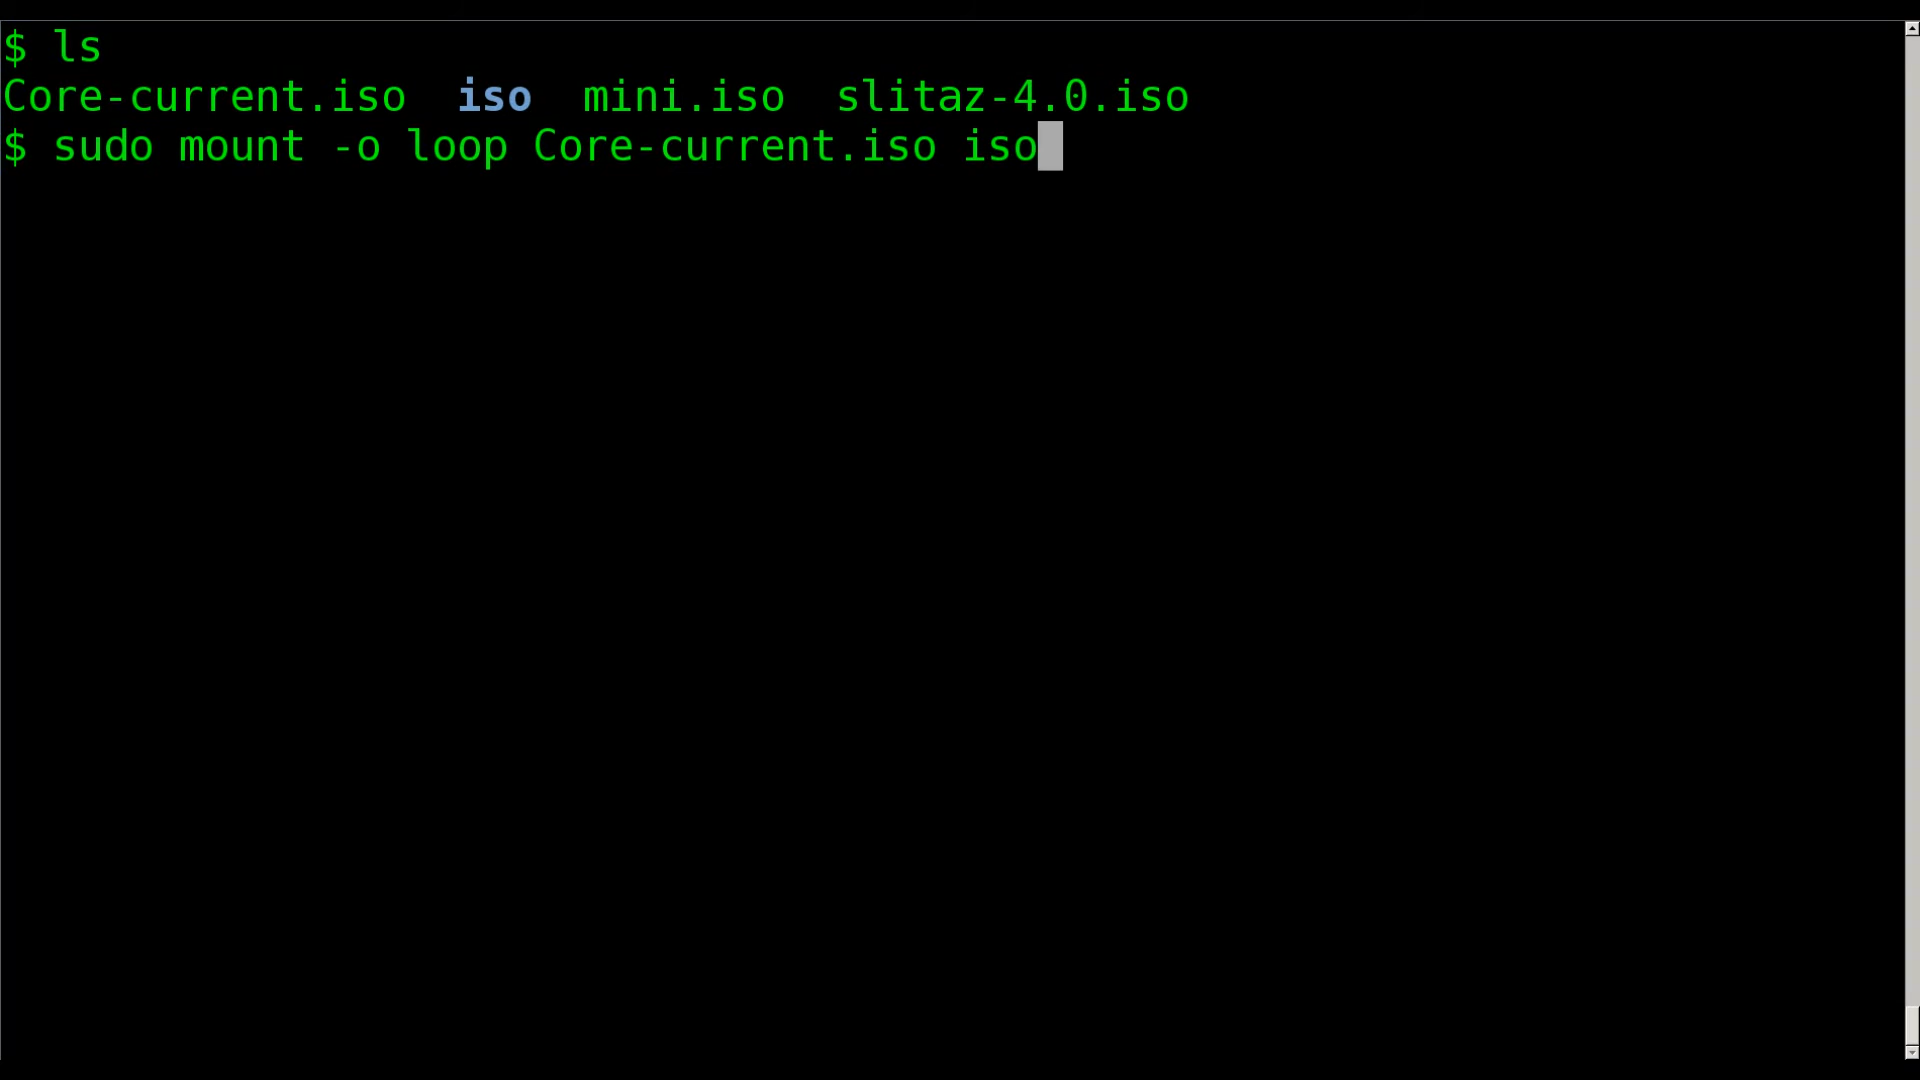 $ ls
Core-current.iso  iso  mini.iso  slitaz-4.0.iso
$ sudo mount -o loop Core-current.iso iso